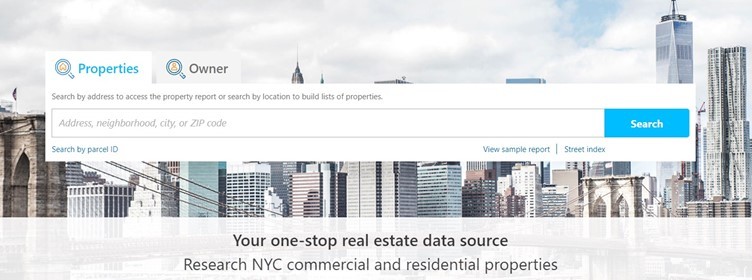 Properties
Owner
Search by address to access the property report or search by location to build lists of properties.
Address, neighborhood, city, or ZIP code
Search
Search by parcel ID
View sample report
Street index
Your one-stop real estate data source
Research NYC commercial and residential properties